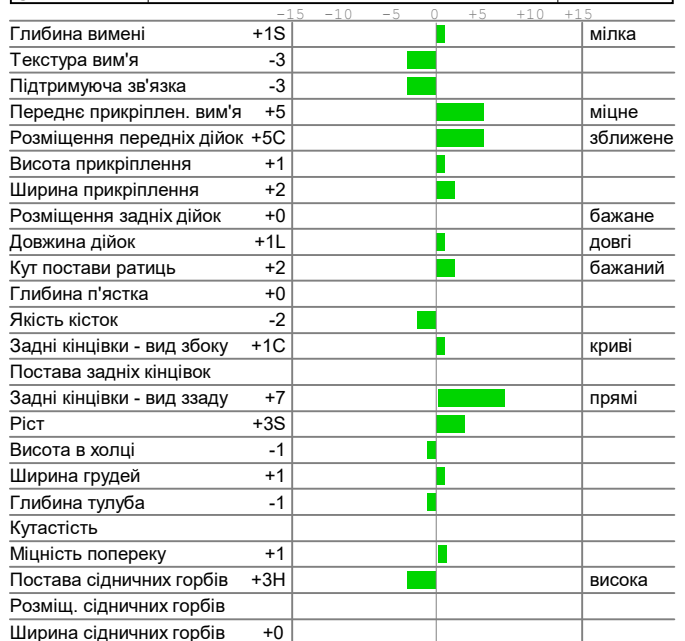 -15 -10 -5 0 +5 +10 +15
Глибина вимені +1S мілка
Текстура вим'я -3
Підтримуюча зв'язка -3
Переднє прикріплен. вим'я +5 міцне
Розміщення передніх дійок +5C зближене
Висота прикріплення +1
Ширина прикріплення +2
Розміщення задніх дійок +0 бажане
Довжина дійок +1L довгі
Кут постави ратиць +2 бажаний
Глибина п'ястка +0
Якість кісток -2
Задні кінцівки - вид збоку +1C криві
Постава задніх кінцівок
Задні кінцівки - вид ззаду +7 прямі
Ріст +3S
Висота в холці -1
Ширина грудей +1
Глибина тулуба -1
Кутастість
Міцність попереку +1
Постава сідничних горбів +3H висока
Розміщ. сідничних горбів
Ширина сідничних горбів +0